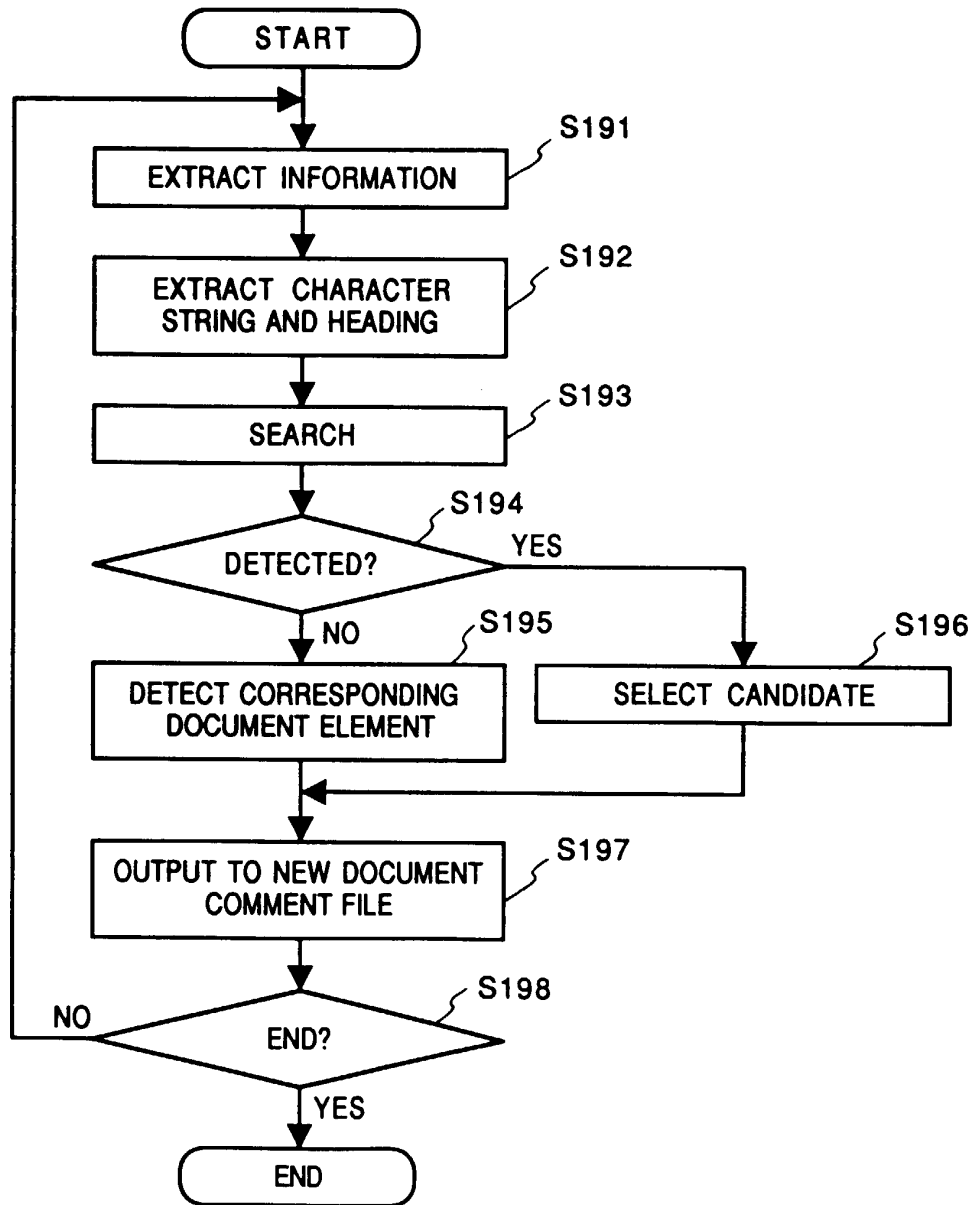 START
S191
EXTRACT INFORMATION
S192
EXTRACT CHARACTER
STRING AND HEADING
S193
SEARCH
S194
DETECTED?
YES
NO
S195
DETECT CORRESPONDING
DOCUMENT ELEMENT
S196
SELECT CANDIDATE
S197
OUTPUT TO NEW DOCUMENT
COMMENT FILE
S198
END?
NO
YES
END